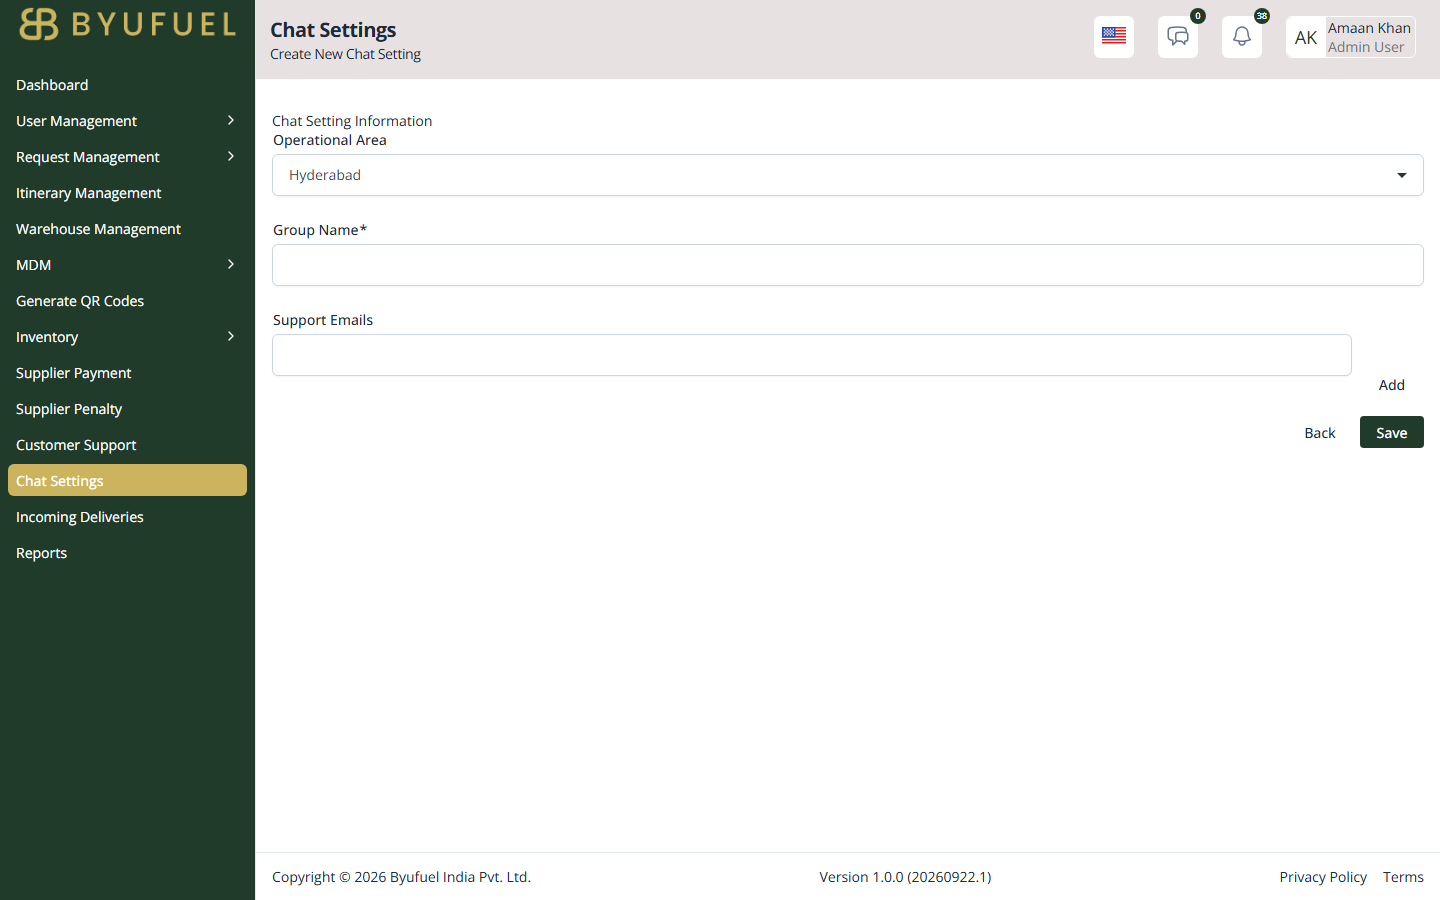 BYUFUEL
Dashboard
User Management
Request Management
Itinerary Management
Warehouse Management
MDM
Generate QR Codes
Inventory
Supplier Payment
Supplier Penalty
Customer Support
Chat Settings
Incoming Deliveries
Reports
Chat Settings
Create New Chat Setting
0
38
AK
Amaan Khan
Admin User
Chat Setting Information
Operational Area
Hyderabad
Group Name*
Support Emails
Add
Back
Save
Copyright © 2026 Byufuel India Pvt. Ltd.
Version 1.0.0 (20260922.1)
Privacy Policy
Terms